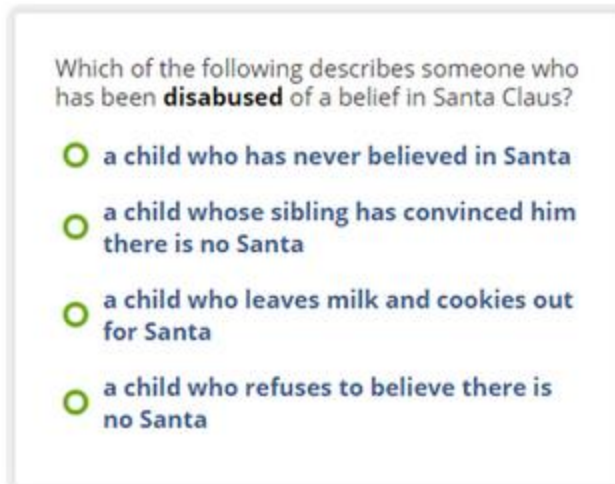 Which of the following describes someone who
has been disabused of a belief in Santa Claus?
a child who has never believed in Santa
a child whose sibling has convinced him
there is no Santa
a child who leaves milk and cookies out
for Santa
a child who refuses to believe there is
no Santa